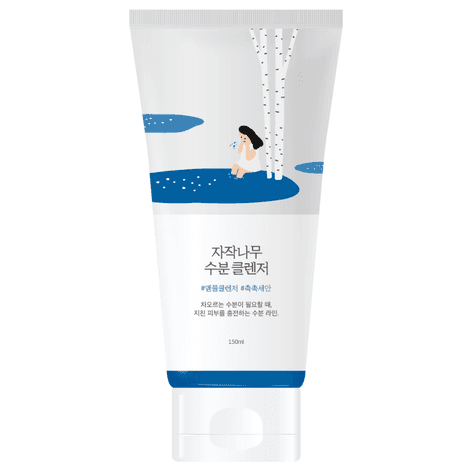 자작나무
수분 클렌저
#앰플클렌저 #촉촉세안
차오르는 수분이 필요할 때,
지친 피부를 충전하는 수분 라인.
150ml